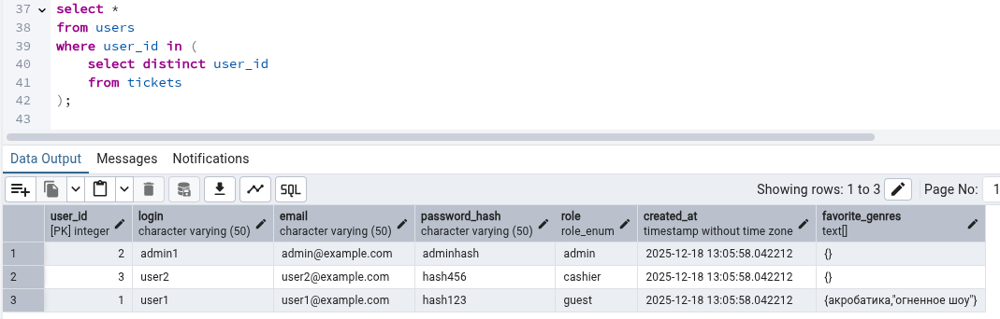 37 select *
38 from users
39 where user_id in (
40 select distinct user_id
41 from tickets
42 );
43
Data Output Messages Notifications
SQL Showing rows: 1 to 3 Page No: 1
user_id login email password_hash role created_at favorite_genres
[PK] integer character varying (50) character varying (50) character varying (50) role_enum timestamp without time zone text[]
1 2 admin1 admin@example.com adminhash admin 2025-12-18 13:05:58.042212 {}
2 3 user2 user2@example.com hash456 cashier 2025-12-18 13:05:58.042212 {}
3 1 user1 user1@example.com hash123 guest 2025-12-18 13:05:58.042212 {акробатика,"огненное шоу"}